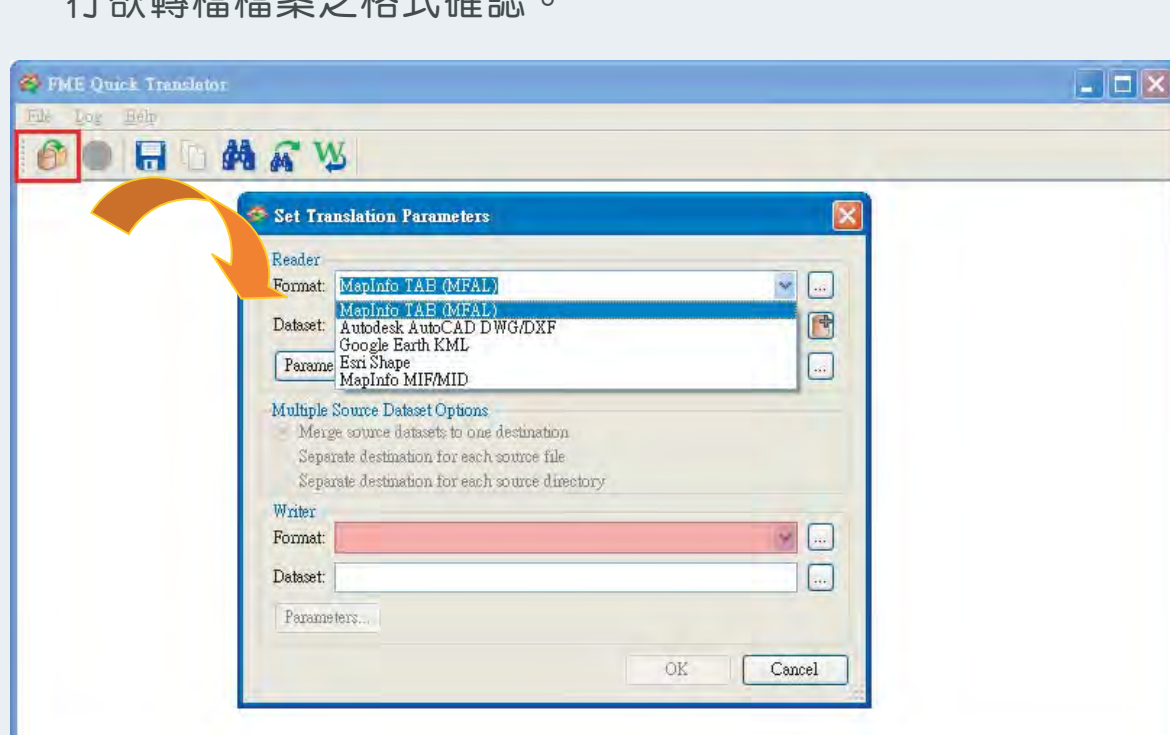 行欲轉檔檔案之格式確認。
FME Quick Translator
File Log Help
Set Translation Parameters
Reader
Format: MapInfo TAB (MFAL)
MapInfo TAB (MFAL)
Dataset: Autodesk AutoCAD DWG/DXF
Google Earth KML
Parame Esri Shape
MapInfo MIF/MID
Multiple Source Dataset Options
Merge source datasets to one destination
Separate destination for each source file
Separate destination for each source directory
Writer
Format:
Dataset:
Parameters...
OK Cancel